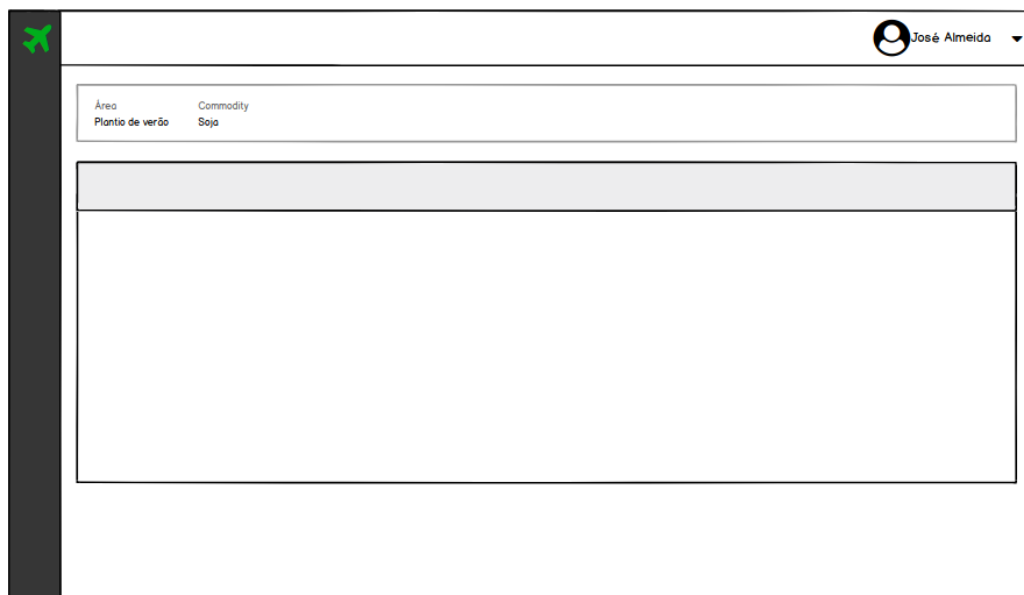 José Almeida
Área
Commodity
Plantio de verão
Soja